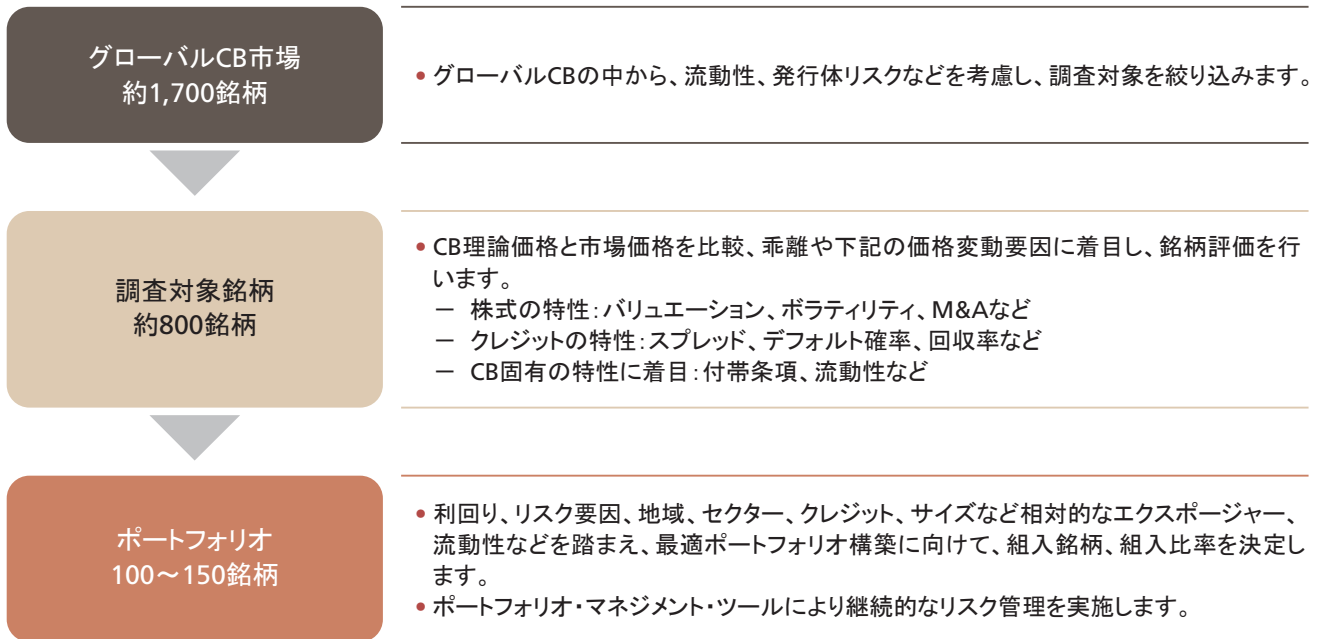 グローバルCB市場
約1,700銘柄
• グローバルCBの中から、流動性、発行体リスクなどを考慮し、調査対象を絞り込みます。
調査対象銘柄
約800銘柄
• CB理論価格と市場価格を比較、乖離や下記の価格変動要因に着目し、銘柄評価を行
います。
－ 株式の特性：バリュエーション、ボラティリティ、M&Aなど
－ クレジットの特性：スプレッド、デフォルト確率、回収率など
－ CB固有の特性に着目：付帯条項、流動性など
ポートフォリオ
100～150銘柄
• 利回り、リスク要因、地域、セクター、クレジット、サイズなど相対的なエクスポージャー、
流動性などを踏まえ、最適ポートフォリオ構築に向けて、組入銘柄、組入比率を決定し
ます。
• ポートフォリオ・マネジメント・ツールにより継続的なリスク管理を実施します。